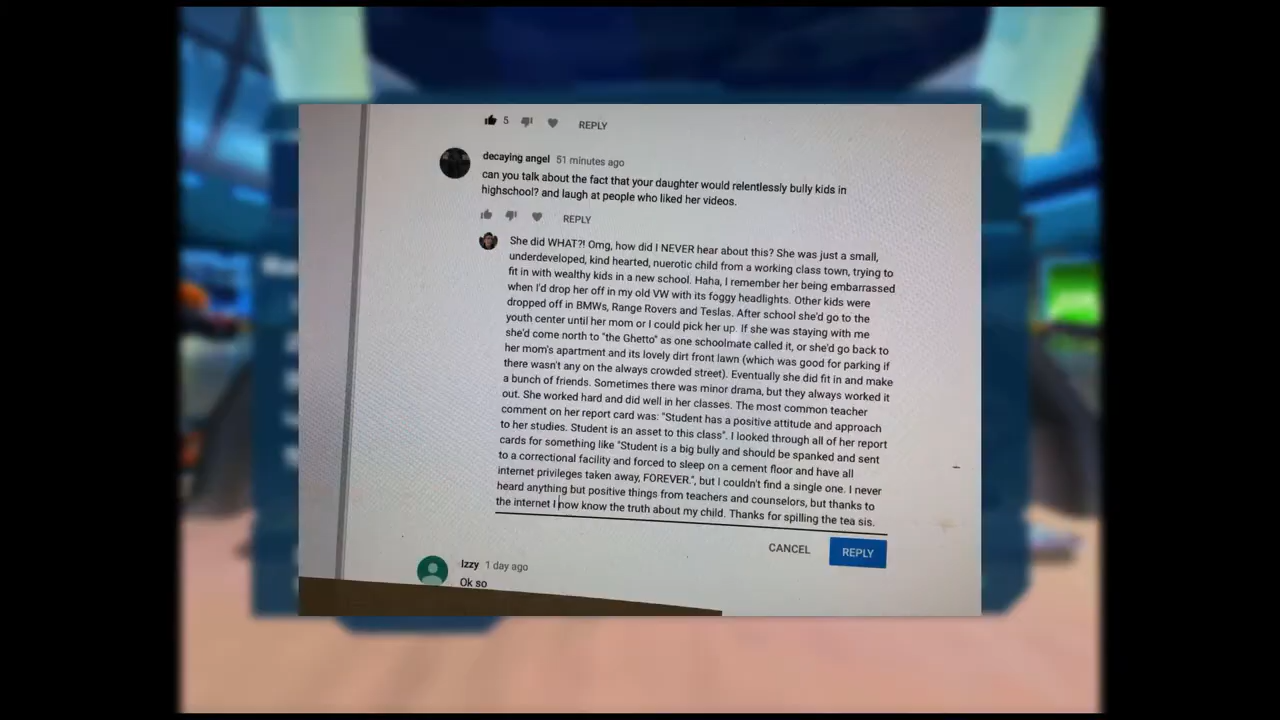 5 REPLY
decaying angel 51 minutes ago
can you talk about the fact that your daughter would relentlessly bully kids in
highschool? and laugh at people who liked her videos.
REPLY
She did WHAT?! Omg, how did I NEVER hear about this? She was just a small,
underdeveloped, kind hearted, nuerotic child from a working class town, trying to
fit in with wealthy kids in a new school. Haha, I remember her being embarrassed
when I'd drop her off in my old VW with its foggy headlights. Other kids were
dropped off in BMWs, Range Rovers and Teslas. After school she'd go to the
youth center until her mom or I could pick her up. If she was staying with me
she'd come north to "the Ghetto" as one schoolmate called it, or she'd go back to
her mom's apartment and its lovely dirt front lawn (which was good for parking if
there wasn't any on the always crowded street). Eventually she did fit in and make
a bunch of friends. Sometimes there was minor drama, but they always worked it
out. She worked hard and did well in her classes. The most common teacher
comment on her report card was: "Student has a positive attitude and approach
to her studies. Student is an asset to this class". I looked through all of her report
cards for something like "Student is a big bully and should be spanked and sent
to a correctional facility and forced to sleep on a cement floor and have all
internet privileges taken away, FOREVER.", but I couldn't find a single one. I never
heard anything but positive things from teachers and counselors, but thanks to
the internet I now know the truth about my child. Thanks for spilling the tea sis.
CANCEL REPLY
Izzy 1 day ago
Ok so